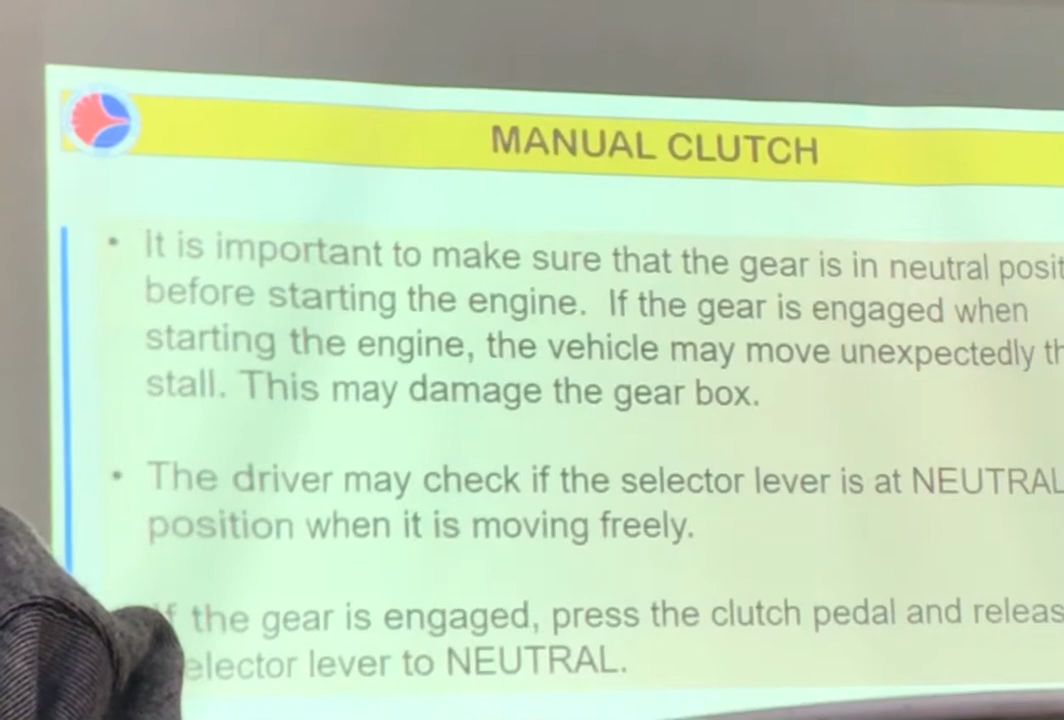 MANUAL CLUTCH
• It is important to make sure that the gear is in neutral posit
before starting the engine. If the gear is engaged when
starting the engine, the vehicle may move unexpectedly th
stall. This may damage the gear box.
• The driver may check if the selector lever is at NEUTRAL
position when it is moving freely.
f the gear is engaged, press the clutch pedal and releas
elector lever to NEUTRAL.